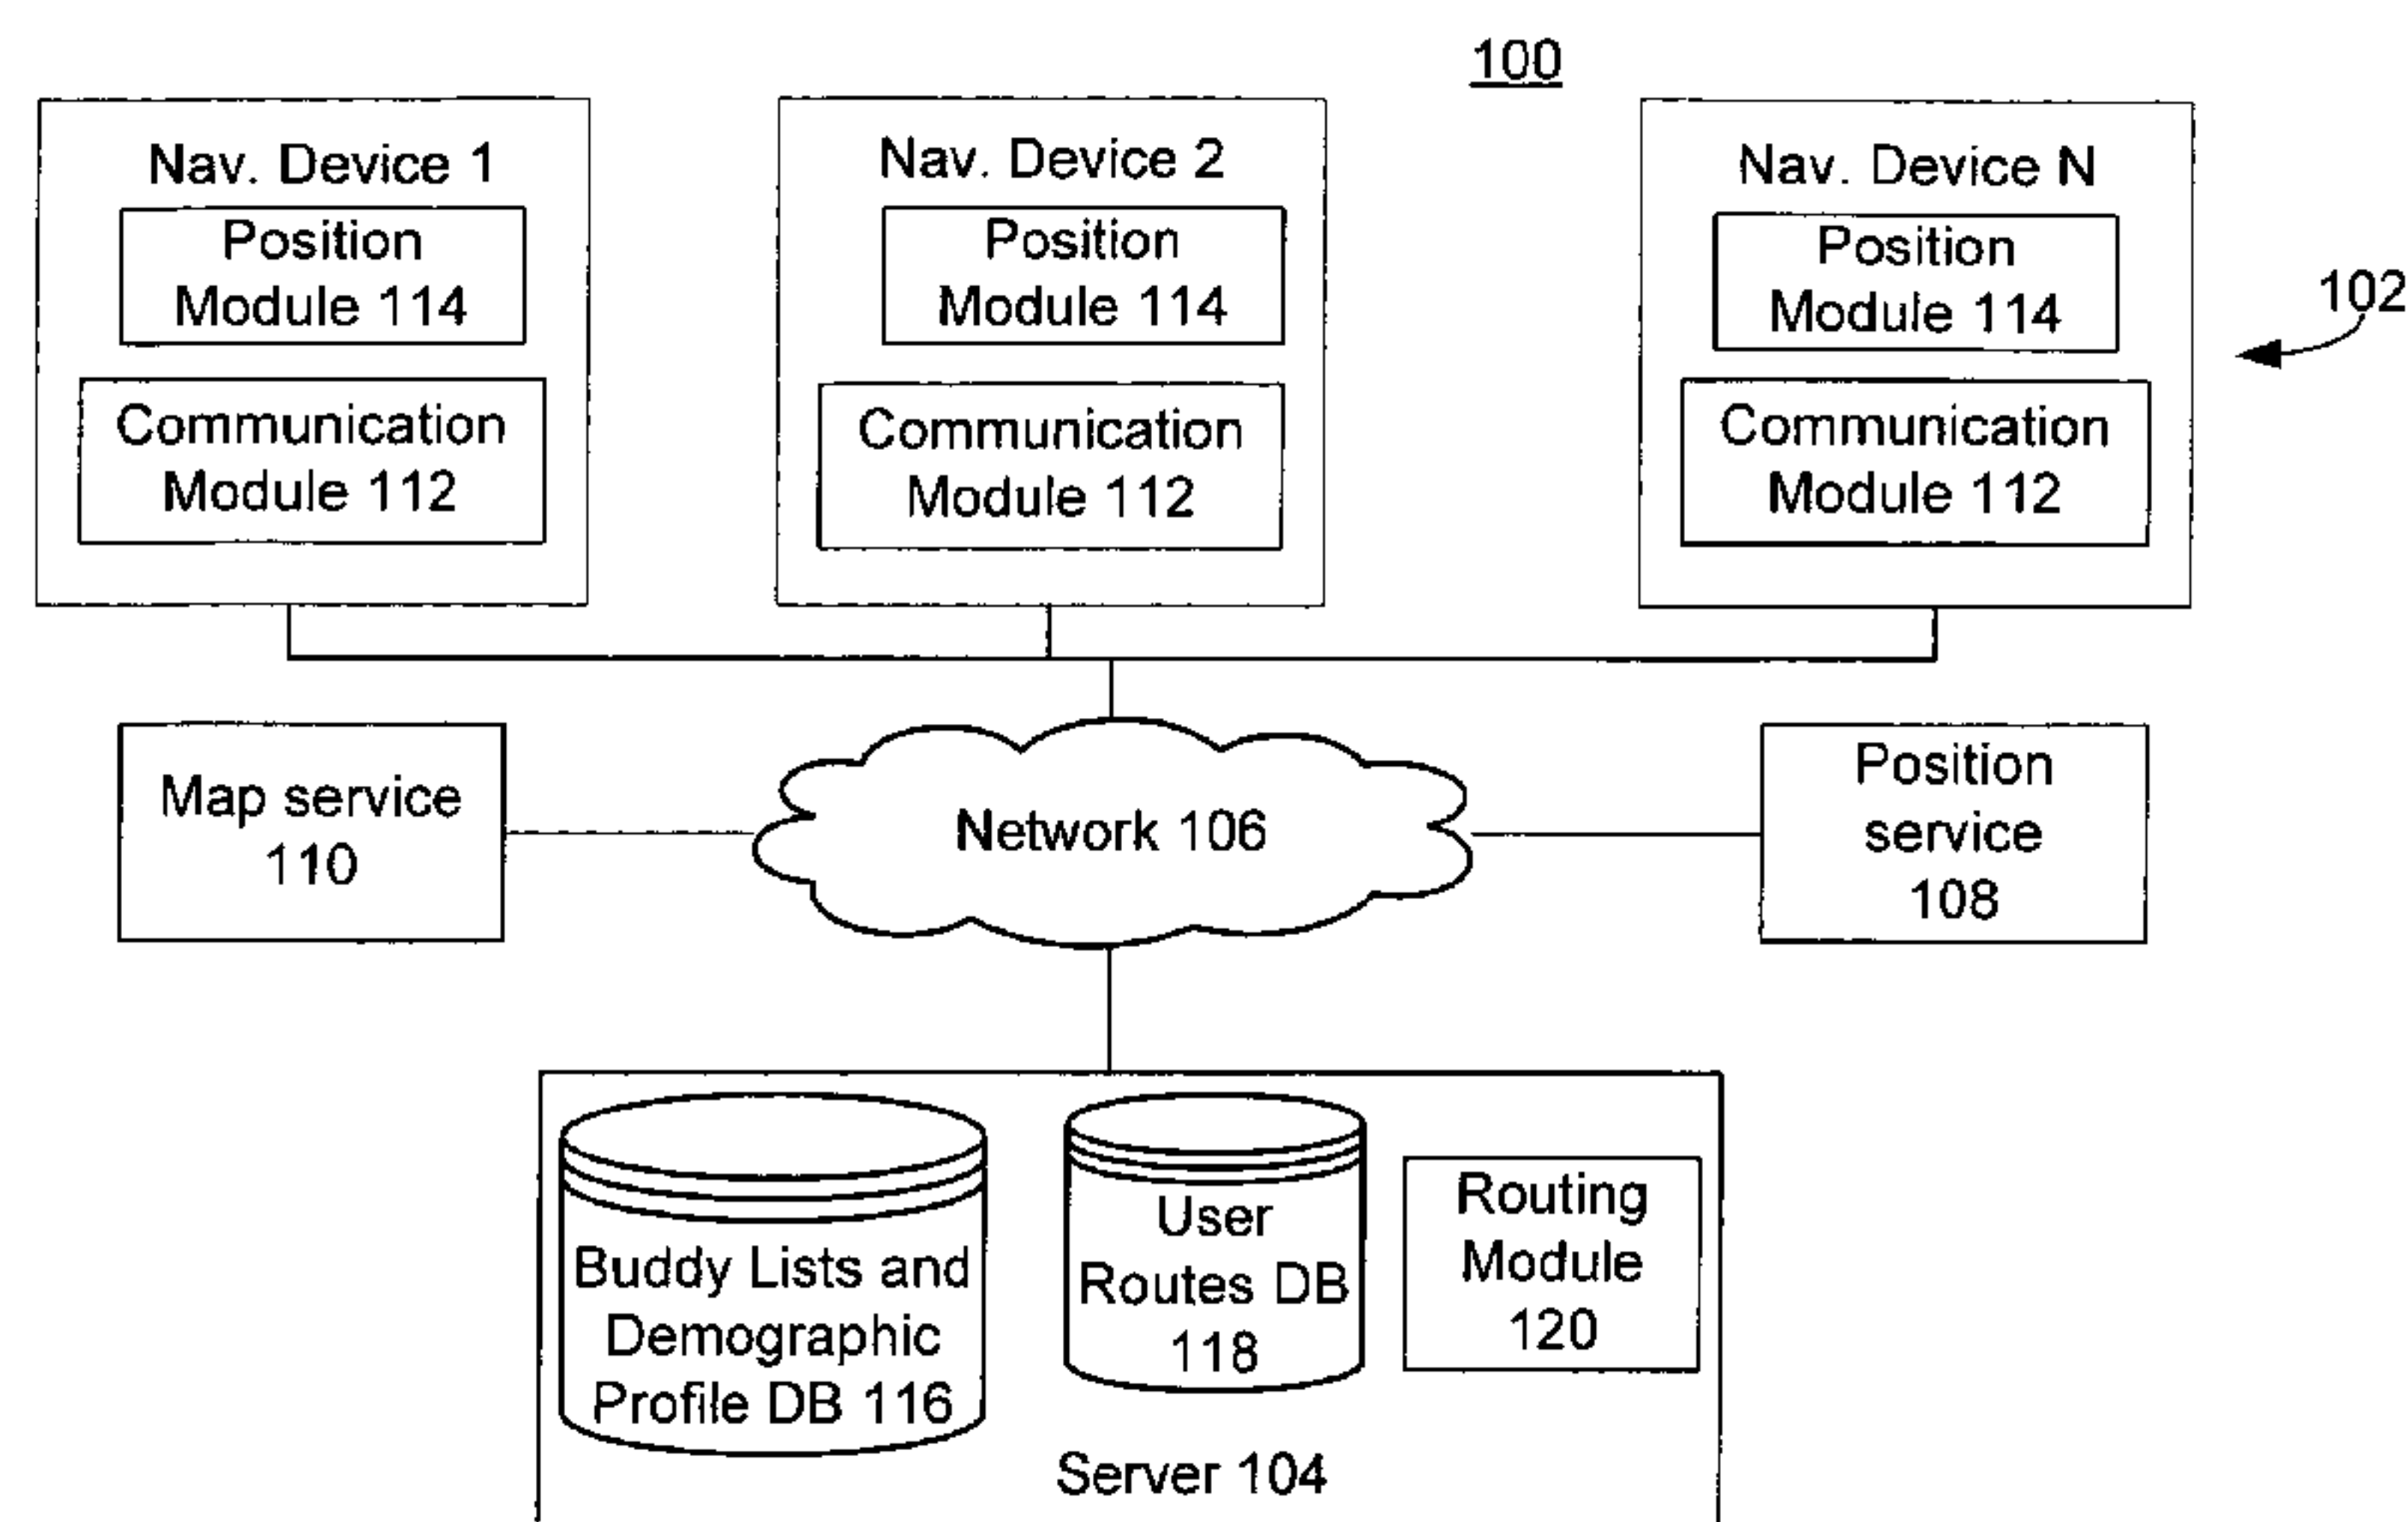 100
Nav. Device 1
Position
Module 114
Communication
Module 112
Nav. Device 2
Position
Module 114
Communication
Module 112
Nav. Device N
Position
Module 114
Communication
Module 112
102
Map service
110
Network 106
Position
service
108
Buddy Lists and
Demographic
Profile DB 116
User
Routes DB
118
Routing
Module
120
Server 104